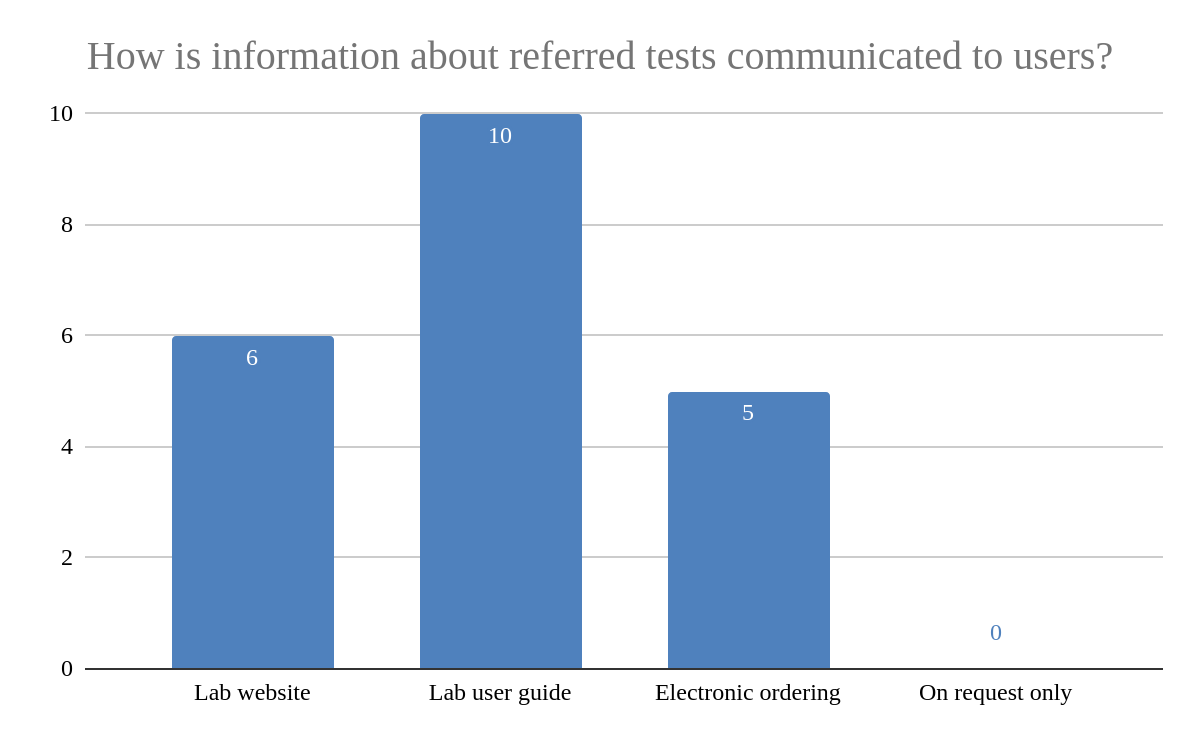 How is information about referred tests communicated to users?
10
8
6
4
2
0
6
10
5
0
Lab website
Lab user guide
Electronic ordering
On request only